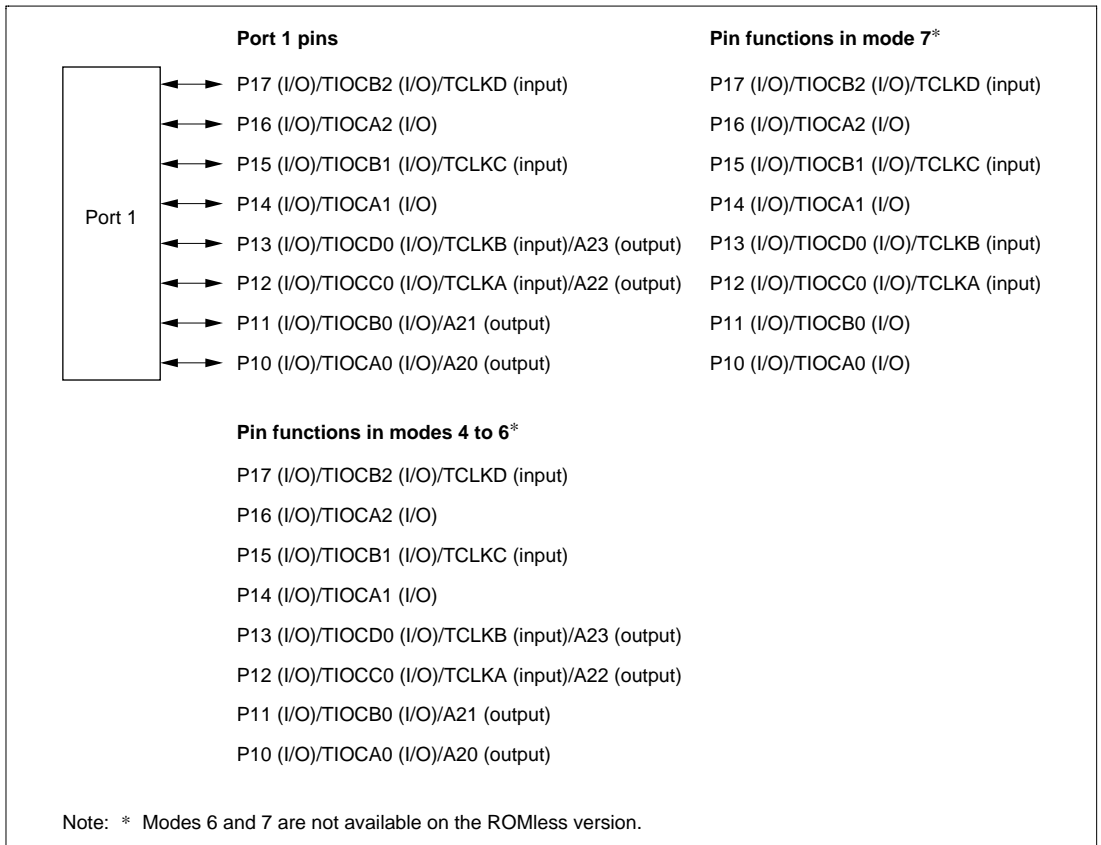 Port 1 pins
Pin functions in mode 7*
Port 1
P17 (I/O)/TIOCB2 (I/O)/TCLKD (input)
P17 (I/O)/TIOCB2 (I/O)/TCLKD (input)
P16 (I/O)/TIOCA2 (I/O)
P16 (I/O)/TIOCA2 (I/O)
P15 (I/O)/TIOCB1 (I/O)/TCLKC (input)
P15 (I/O)/TIOCB1 (I/O)/TCLKC (input)
P14 (I/O)/TIOCA1 (I/O)
P14 (I/O)/TIOCA1 (I/O)
P13 (I/O)/TIOCD0 (I/O)/TCLKB (input)/A23 (output)
P13 (I/O)/TIOCD0 (I/O)/TCLKB (input)
P12 (I/O)/TIOCC0 (I/O)/TCLKA (input)/A22 (output)
P12 (I/O)/TIOCC0 (I/O)/TCLKA (input)
P11 (I/O)/TIOCB0 (I/O)/A21 (output)
P11 (I/O)/TIOCB0 (I/O)
P10 (I/O)/TIOCA0 (I/O)/A20 (output)
P10 (I/O)/TIOCA0 (I/O)
Pin functions in modes 4 to 6*
P17 (I/O)/TIOCB2 (I/O)/TCLKD (input)
P16 (I/O)/TIOCA2 (I/O)
P15 (I/O)/TIOCB1 (I/O)/TCLKC (input)
P14 (I/O)/TIOCA1 (I/O)
P13 (I/O)/TIOCD0 (I/O)/TCLKB (input)/A23 (output)
P12 (I/O)/TIOCC0 (I/O)/TCLKA (input)/A22 (output)
P11 (I/O)/TIOCB0 (I/O)/A21 (output)
P10 (I/O)/TIOCA0 (I/O)/A20 (output)
Note: * Modes 6 and 7 are not available on the ROMless version.